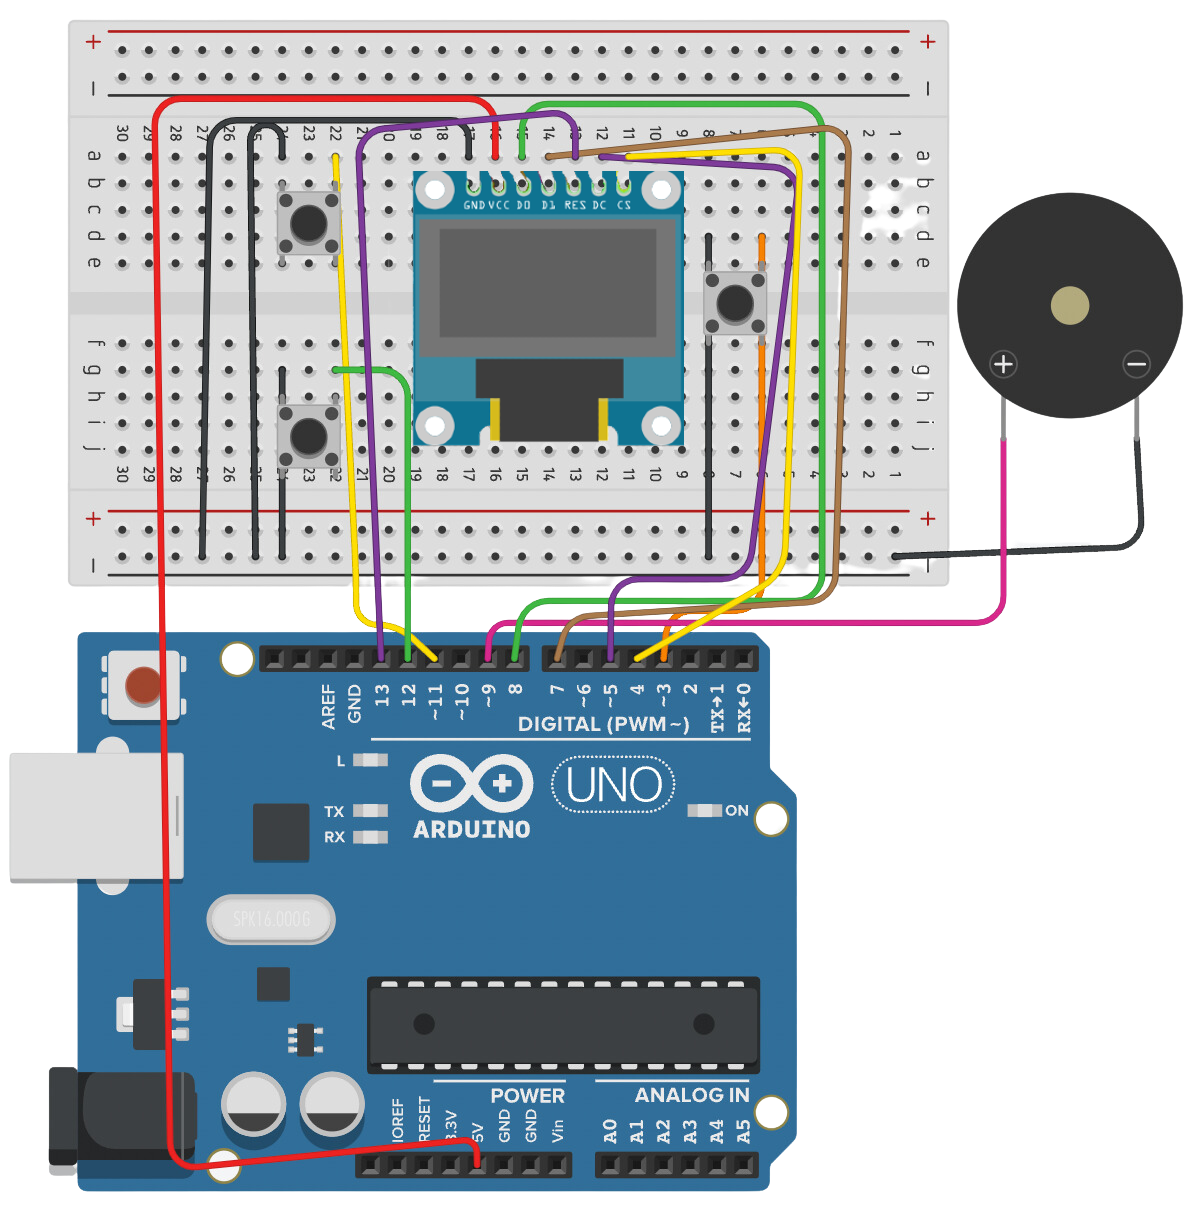 + +
− −
30 29 28 27 26 25 24 23 22 21 20 19 18 17 16 15 14 13 12 11 10 9 8 7 6 5 4 3 2 1
a a
b b
c c
d d
e e
GND VCC D0 D1 RES DC CS
+ −
f f
g g
h h
i i
j j
30 29 28 27 26 25 24 23 22 21 20 19 18 17 16 15 14 13 12 11 10 9 8 7 6 5 4 3 2 1
+ +
− −
AREF GND 13 12 ~11 ~10 ~9 8 7 ~6 ~5 4 ~3 2 TX→1 RX←0
DIGITAL (PWM~)
L
TX
RX
ARDUINO
UNO
ON
SPK16.000G
POWER
ANALOG IN
IOREF RESET 3.3V 5V GND GND Vin A0 A1 A2 A3 A4 A5